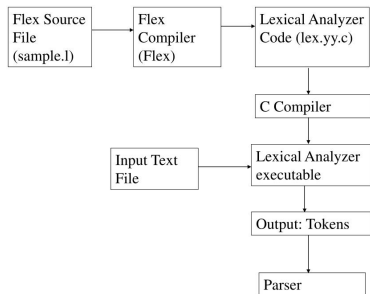 Flex Source
File
(sample.l)
Flex
Compiler
(Flex)
Lexical Analyzer
Code (lex.yy.c)
C Compiler
Input Text
File
Lexical Analyzer
executable
Output: Tokens
Parser